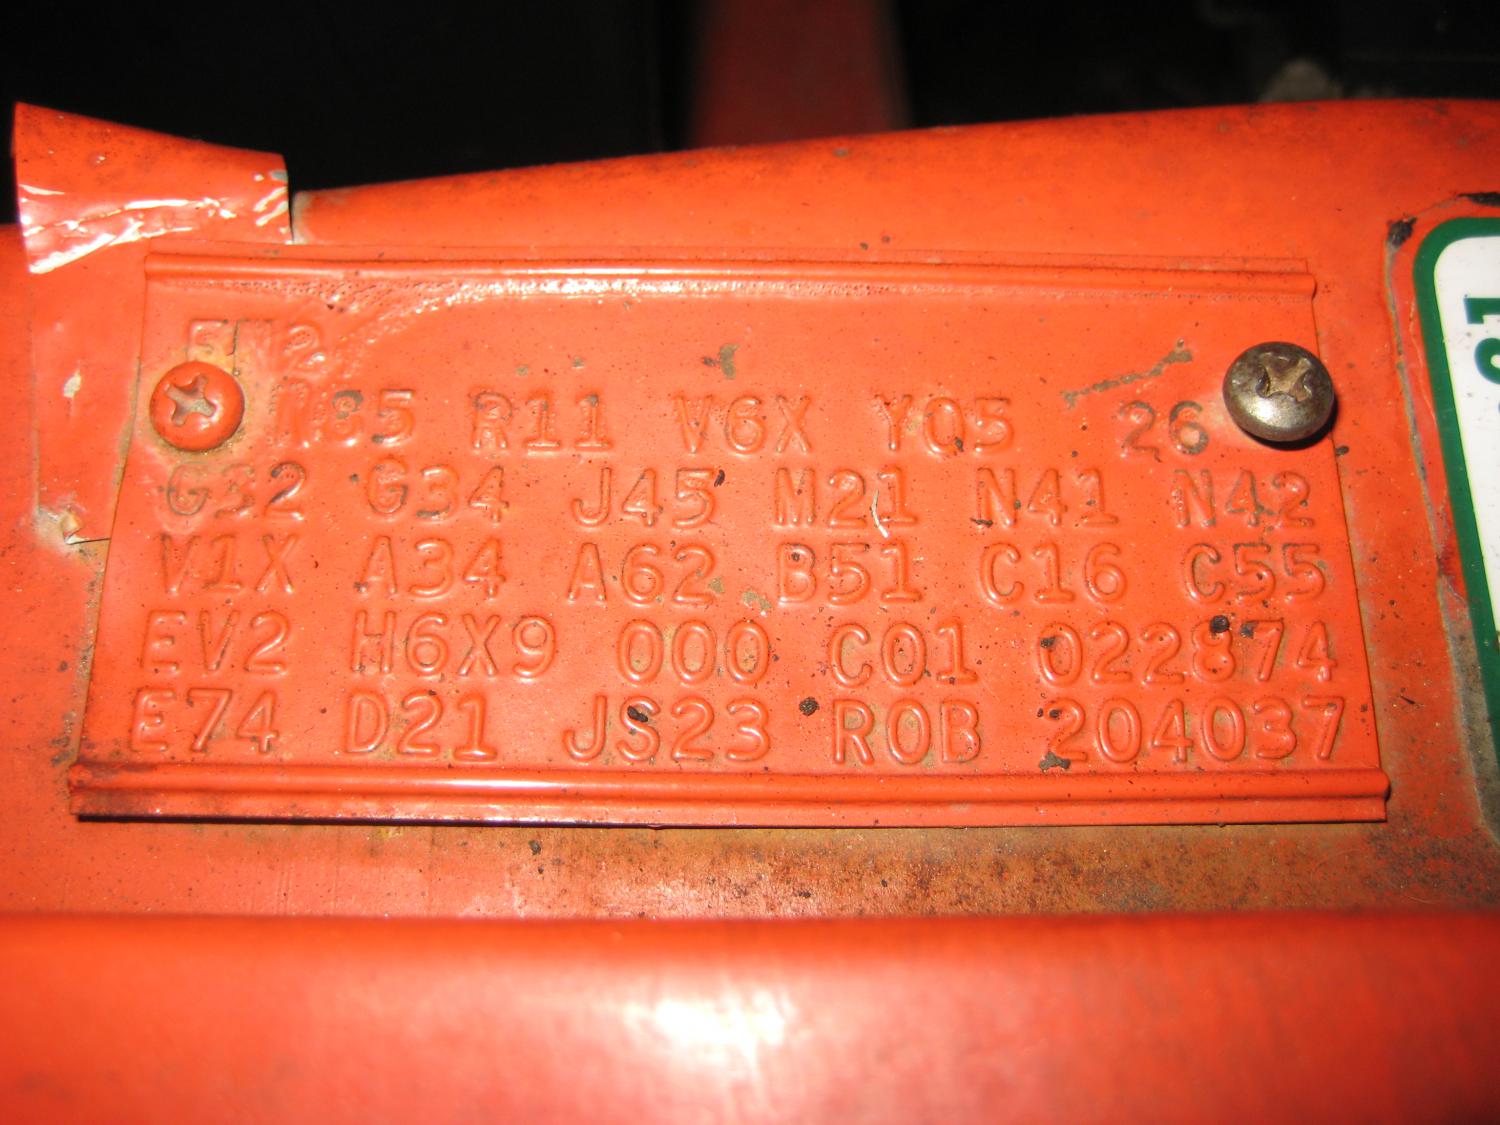 EN2
N85 R11 V6X Y05 26
G32 G34 J45 M21 N41 N42
V1X A34 A62 B51 C16 C55
EV2 H6X9 000 C01 022874
E74 D21 JS23 R0B 204037